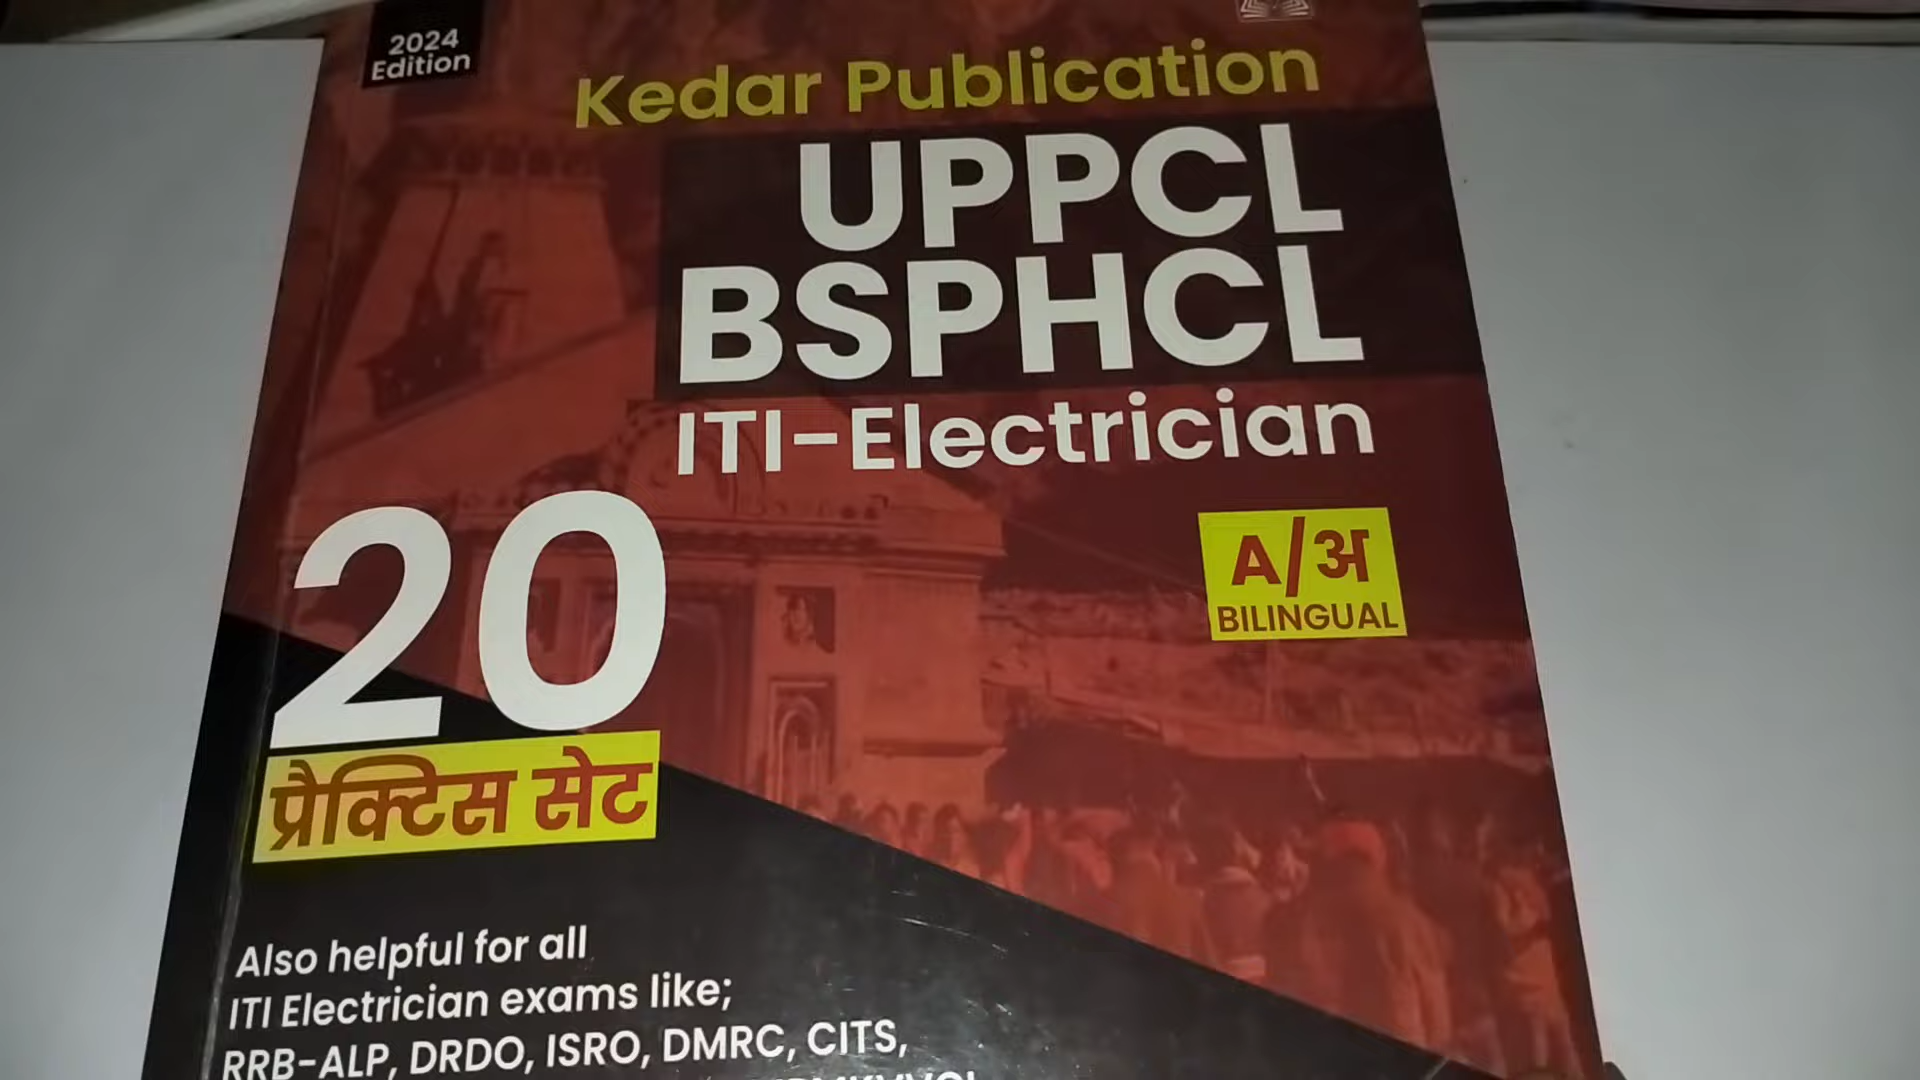 2024
Edition
Kedar Publication
UPPCL
BSPHCL
ITI-Electrician
20
A/अ
BILINGUAL
प्रैक्टिस सेट
Also helpful for all
ITI Electrician exams like;
RRB-ALP, DRDO, ISRO, DMRC, CITS,